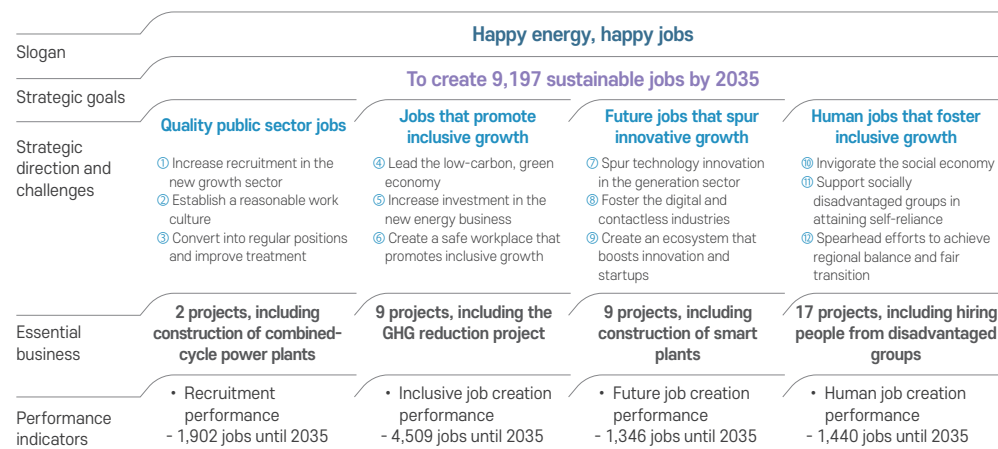 Slogan
Happy energy, happy jobs
Strategic goals
To create 9,197 sustainable jobs by 2035
Strategic
direction and
challenges
Quality public sector jobs
① Increase recruitment in the
new growth sector
② Establish a reasonable work
culture
③ Convert into regular positions
and improve treatment
Jobs that promote
inclusive growth
④ Lead the low-carbon, green
economy
⑤ Increase investment in the
new energy business
⑥ Create a safe workplace that
promotes inclusive growth
Future jobs that spur
innovative growth
⑦ Spur technology innovation
in the generation sector
⑧ Foster the digital and
contactless industries
⑨ Create an ecosystem that
boosts innovation and
startups
Human jobs that foster
inclusive growth
⑩ Invigorate the social economy
⑪ Support socially
disadvantaged groups in
attaining self-reliance
⑫ Spearhead efforts to achieve
regional balance and fair
transition
Essential
business
2 projects, including
construction of combined-
cycle power plants
9 projects, including the
GHG reduction project
9 projects, including
construction of smart
plants
17 projects, including hiring
people from disadvantaged
groups
Performance
indicators
• Recruitment
performance
- 1,902 jobs until 2035
• Inclusive job creation
performance
- 4,509 jobs until 2035
• Future job creation
performance
- 1,346 jobs until 2035
• Human job creation
performance
- 1,440 jobs until 2035